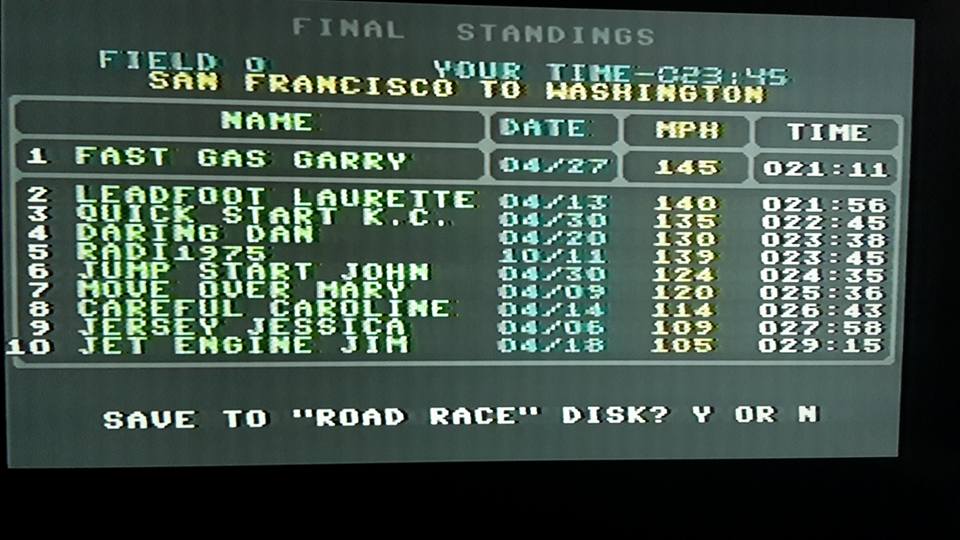 FINAL STANDINGS
FIELD 0 YOUR TIME-023:45
SAN FRANCISCO TO WASHINGTON
NAME DATE MPH TIME
1 FAST GAS GARRY 04/27 145 021:11
2 LEADFOOT LAURETTE 04/13 140 021:56
3 QUICK START K.C. 04/30 135 022:45
4 DARING DAN 04/20 130 023:38
5 RADI1975 10/11 139 023:45
6 JUMP START JOHN 04/30 124 024:35
7 MOVE OVER MARY 04/09 120 025:36
8 CAREFUL CAROLINE 04/14 114 026:43
9 JERSEY JESSICA 04/06 109 027:58
10 JET ENGINE JIM 04/18 105 029:15
SAVE TO "ROAD RACE" DISK? Y OR N